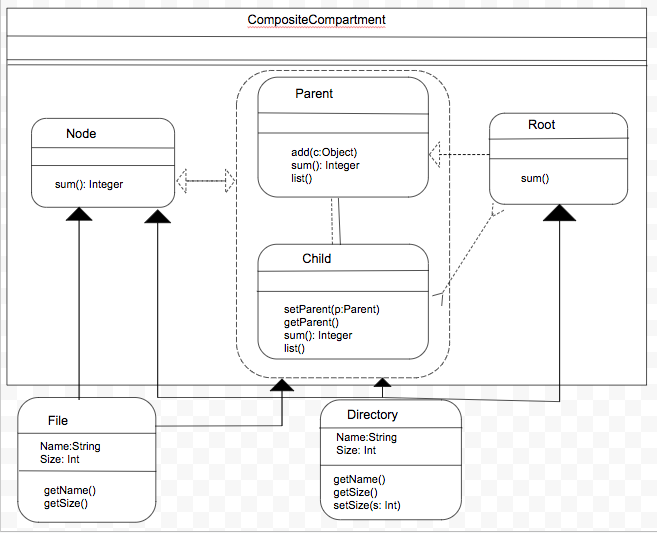 CompositeCompartment
Parent
add(c:Object)
sum(): Integer
list()
Node
sum(): Integer
Root
sum()
Child
setParent(p:Parent)
getParent()
sum(): Integer
list()
File
Name:String
Size: Int
getName()
getSize()
Directory
Name:String
Size: Int
getName()
getSize()
setSize(s: Int)